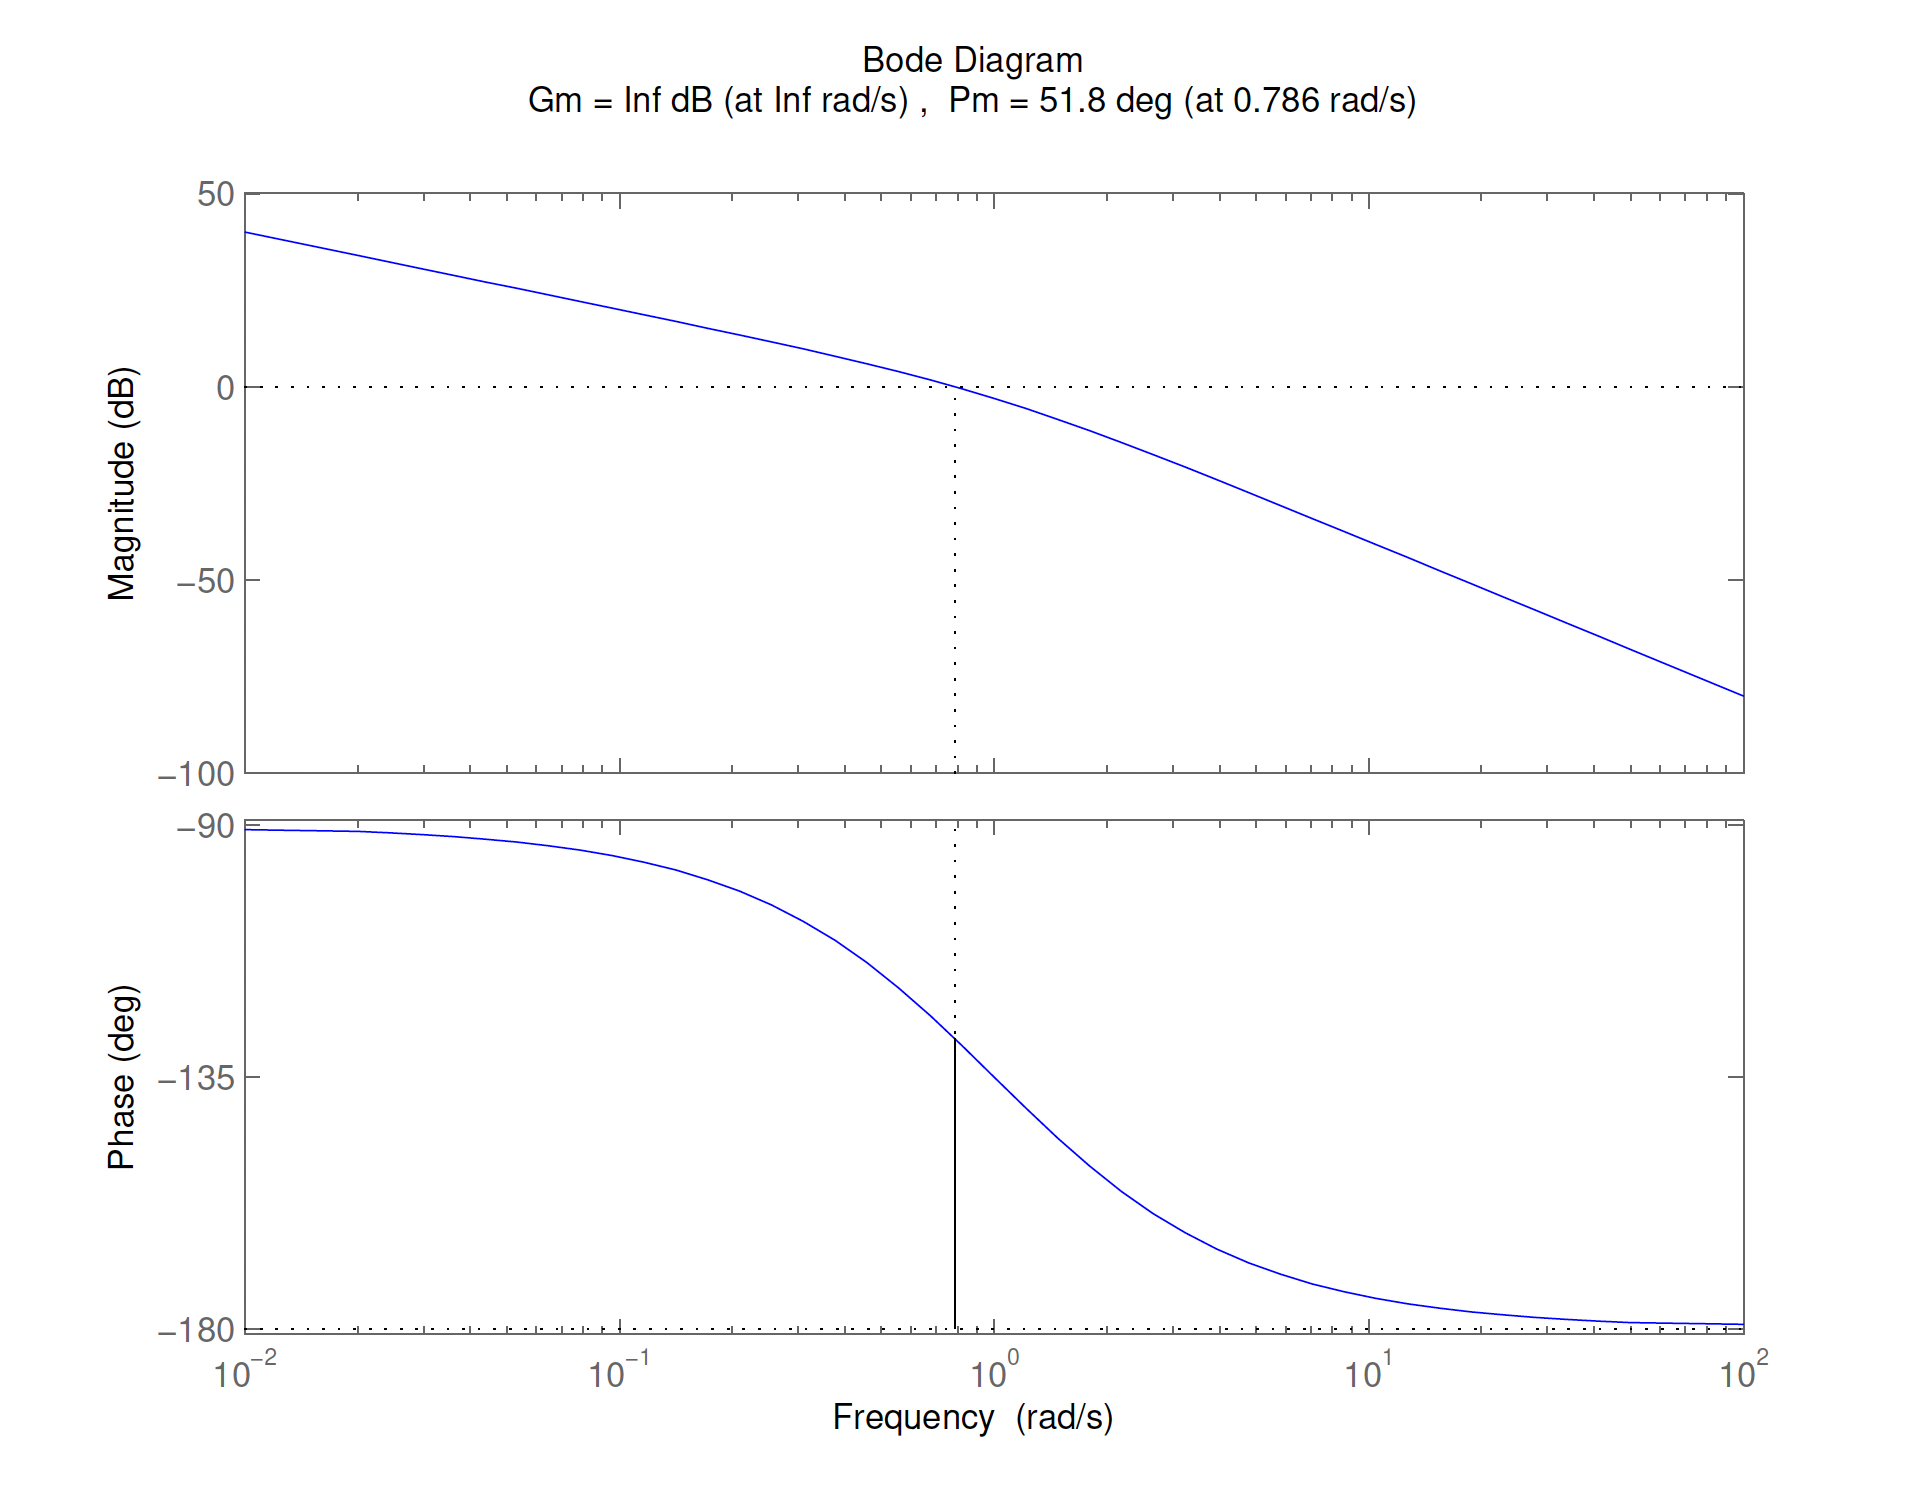 Bode Diagram
Gm = Inf dB (at Inf rad/s) ,  Pm = 51.8 deg (at 0.786 rad/s)
50
0
−50
−100
Magnitude (dB)
−90
−135
−180
Phase (deg)
10⁻² 10⁻¹ 10⁰ 10¹ 10²
Frequency  (rad/s)